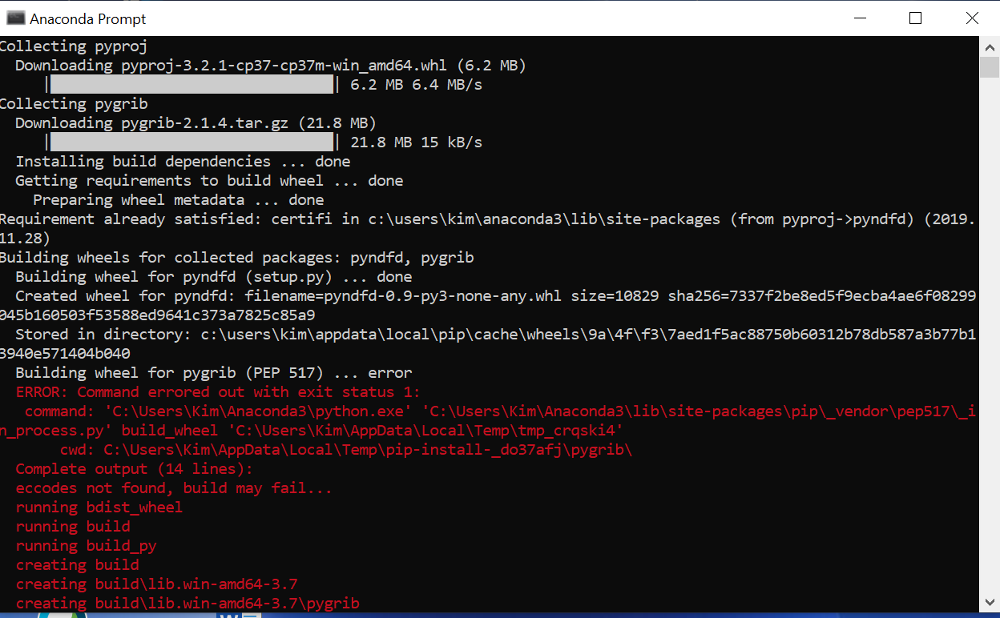 Anaconda Prompt
Collecting pyproj
Downloading pyproj-3.2.1-cp37-cp37m-win_amd64.whl (6.2 MB)
| | 6.2 MB 6.4 MB/s
Collecting pygrib
Downloading pygrib-2.1.4.tar.gz (21.8 MB)
| | 21.8 MB 15 kB/s
Installing build dependencies ... done
Getting requirements to build wheel ... done
Preparing wheel metadata ... done
Requirement already satisfied: certifi in c:\users\kim\anaconda3\lib\site-packages (from pyproj->pyndfd) (2019.
11.28)
Building wheels for collected packages: pyndfd, pygrib
Building wheel for pyndfd (setup.py) ... done
Created wheel for pyndfd: filename=pyndfd-0.9-py3-none-any.whl size=10829 sha256=7337f2be8ed5f9ecba4ae6f08299
045b160503f53588ed9641c373a7825c85a9
Stored in directory: c:\users\kim\appdata\local\pip\cache\wheels\9a\4f\f3\7aed1f5ac88750b60312b78db587a3b77b1
3940e571404b040
Building wheel for pygrib (PEP 517) ... error
ERROR: Command errored out with exit status 1:
command: 'C:\Users\Kim\Anaconda3\python.exe' 'C:\Users\Kim\Anaconda3\lib\site-packages\pip\_vendor\pep517\_i
n_process.py' build_wheel 'C:\Users\Kim\AppData\Local\Temp\tmp_crqski4'
cwd: C:\Users\Kim\AppData\Local\Temp\pip-install-_do37afj\pygrib\
Complete output (14 lines):
eccodes not found, build may fail...
running bdist_wheel
running build
running build_py
creating build
creating build\lib.win-amd64-3.7
creating build\lib.win-amd64-3.7\pygrib